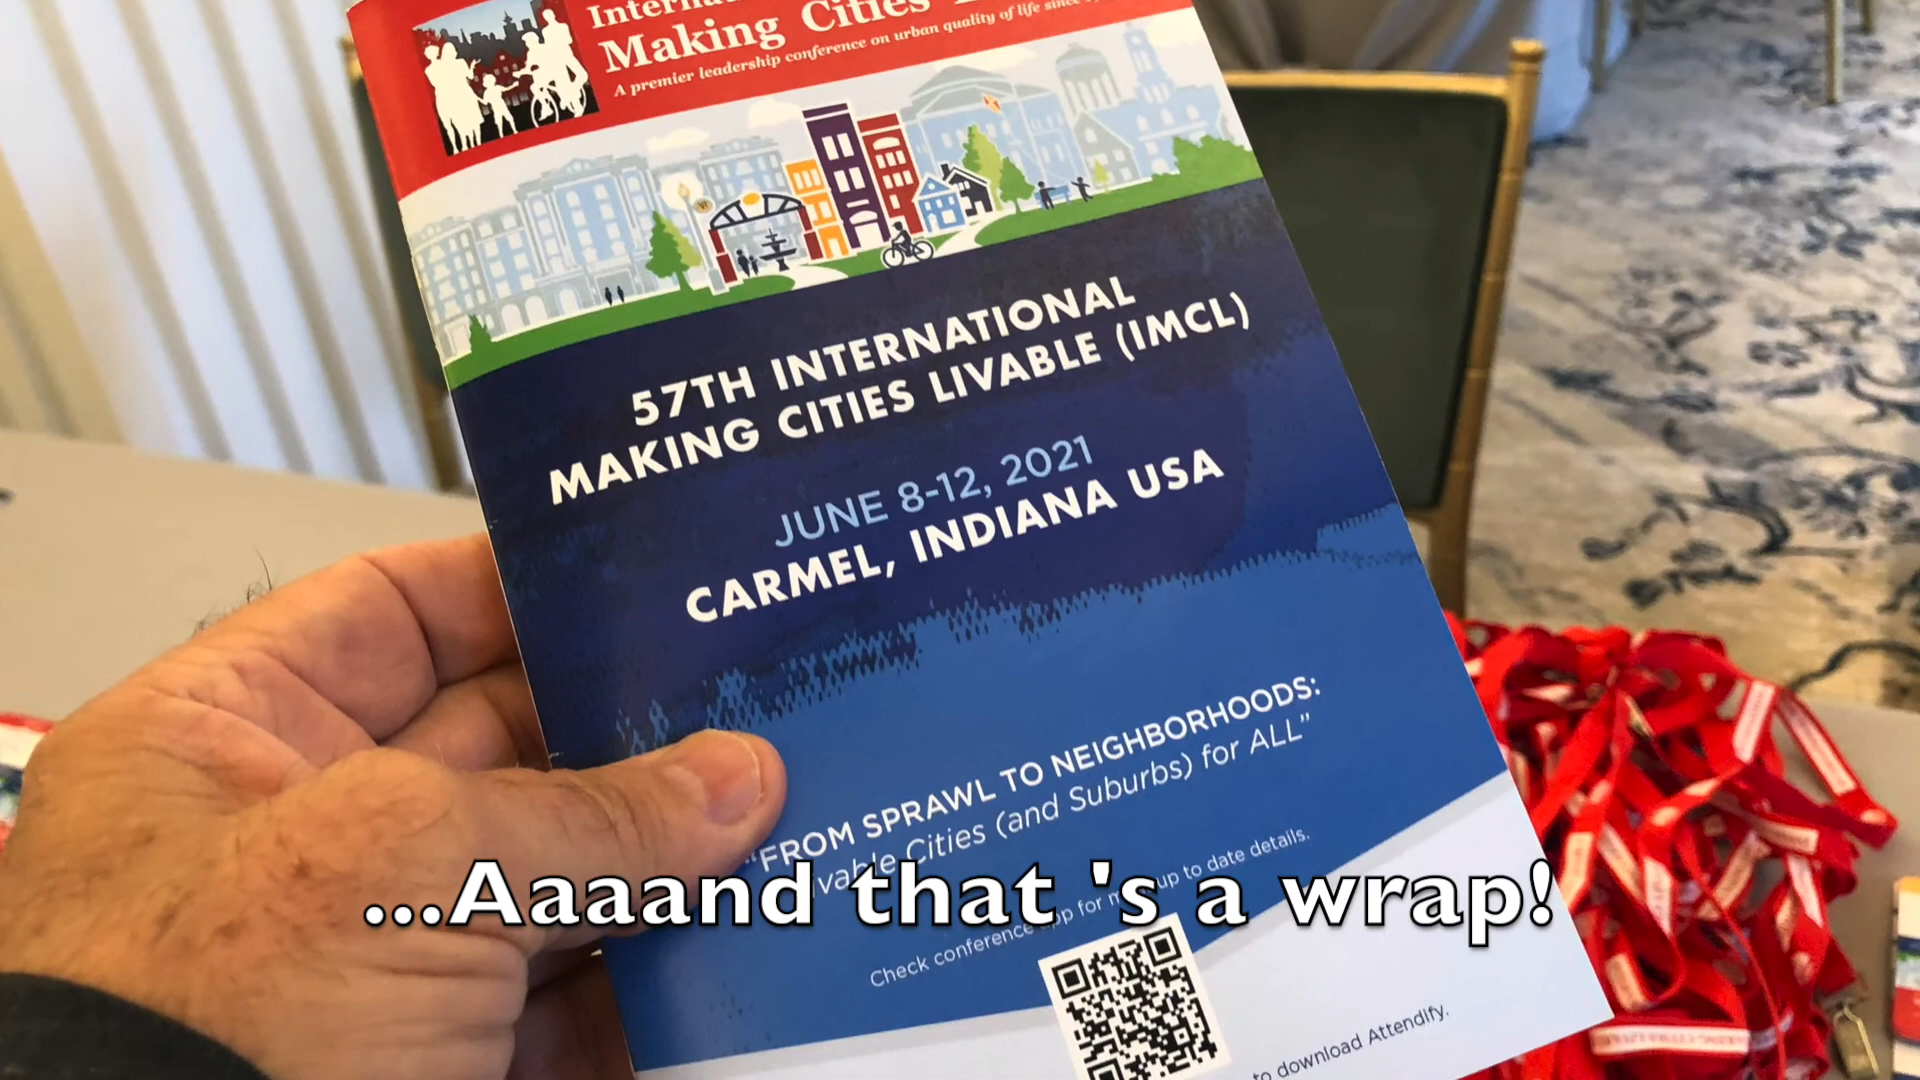 Making Cities
A premier leadership conference on urban quality of life since
57TH INTERNATIONAL
MAKING CITIES LIVABLE (IMCL)
JUNE 8-12, 2021
CARMEL, INDIANA USA
"FROM SPRAWL TO NEIGHBORHOODS:
Cities (and Suburbs) for ALL"
...Aaaand that 's a wrap!
Check conference for up to date details.
to download Attendify.